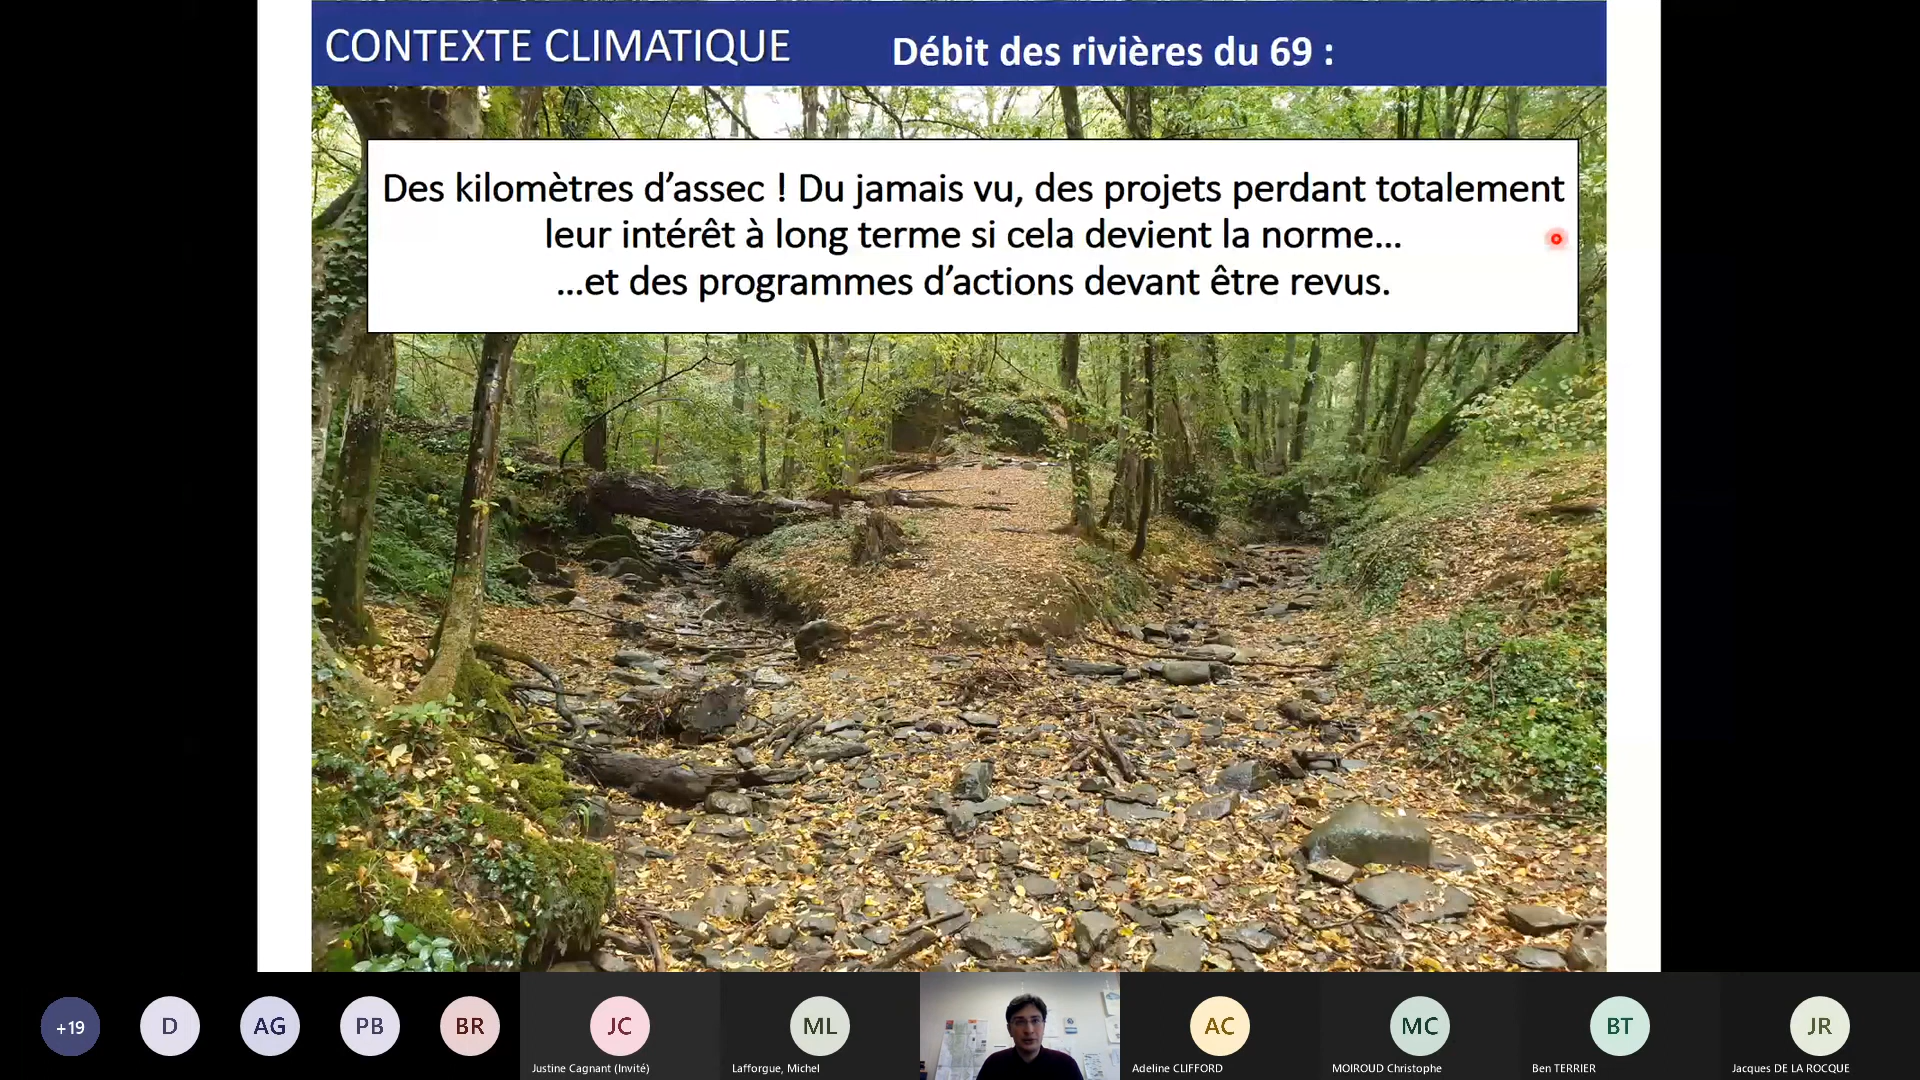 CONTEXTE CLIMATIQUE
Débit des rivières du 69 :
Des kilomètres d’assec ! Du jamais vu, des projets perdant totalement
leur intérêt à long terme si cela devient la norme…
…et des programmes d’actions devant être revus.
+19
D
AG
PB
BR
JC
ML
AC
MC
BT
JR
Justine Cagnant (Invité)
Lafforgue, Michel
Adeline CLIFFORD
MOIROUD Christophe
Ben TERRIER
Jacques DE LA ROCQUE